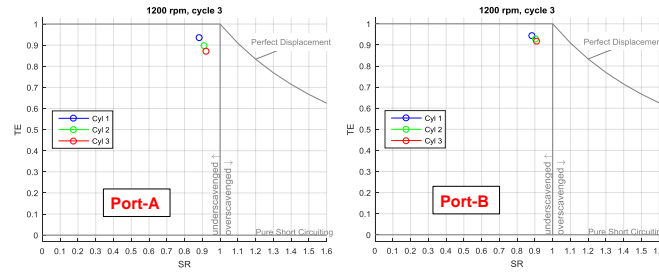 1200 rpm, cycle 3
1
0.9
0.8
0.7
0.6
0.5
0.4
0.3
0.2
0.1
0
TE
Perfect Displacement
Cyl 1
Cyl 2
Cyl 3
underscavenged ↑
overscavenged ↓
Port-A
Pure Short Circuiting
0 0.1 0.2 0.3 0.4 0.5 0.6 0.7 0.8 0.9 1 1.1 1.2 1.3 1.4 1.5 1.6
SR
1200 rpm, cycle 3
1
0.9
0.8
0.7
0.6
0.5
0.4
0.3
0.2
0.1
0
TE
Perfect Displacement
Cyl 1
Cyl 2
Cyl 3
underscavenged ↑
overscavenged ↓
Port-B
Pure Short Circuiting
0 0.1 0.2 0.3 0.4 0.5 0.6 0.7 0.8 0.9 1 1.1 1.2 1.3 1.4 1.5 1.6
SR